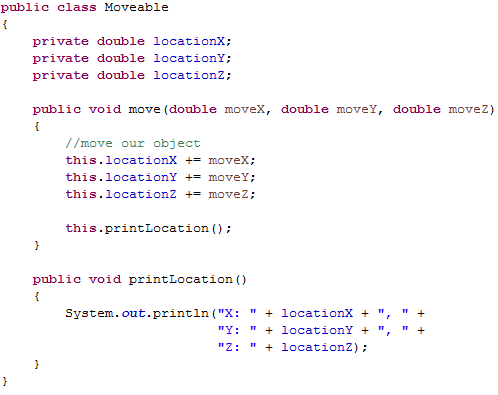 public class Moveable
{
    private double locationX;
    private double locationY;
    private double locationZ;

    public void move(double moveX, double moveY, double moveZ)
    {
        //move our object
        this.locationX += moveX;
        this.locationY += moveY;
        this.locationZ += moveZ;

        this.printLocation();
    }

    public void printLocation()
    {
        System.out.println("X: " + locationX + ", " +
                           "Y: " + locationY + ", " +
                           "Z: " + locationZ);
    }
}